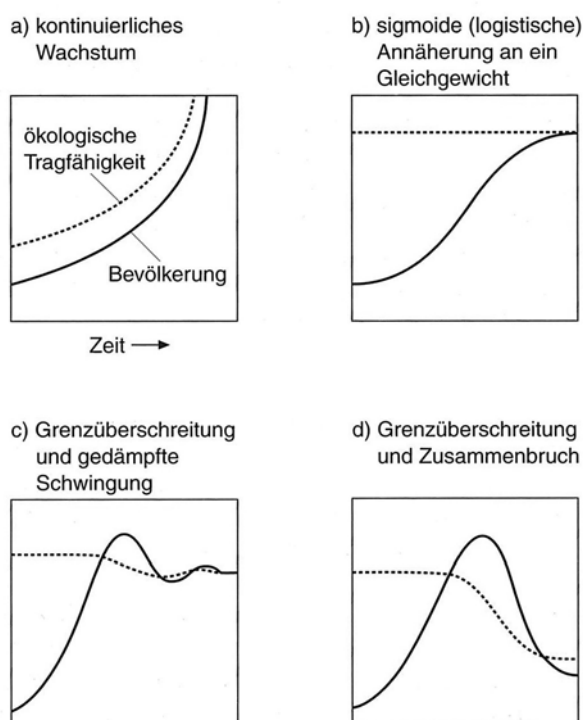 a) kontinuierliches
Wachstum
ökologische
Tragfähigkeit
Bevölkerung
Zeit
b) sigmoide (logistische)
Annäherung an ein
Gleichgewicht
c) Grenzüberschreitung
und gedämpfte
Schwingung
d) Grenzüberschreitung
und Zusammenbruch